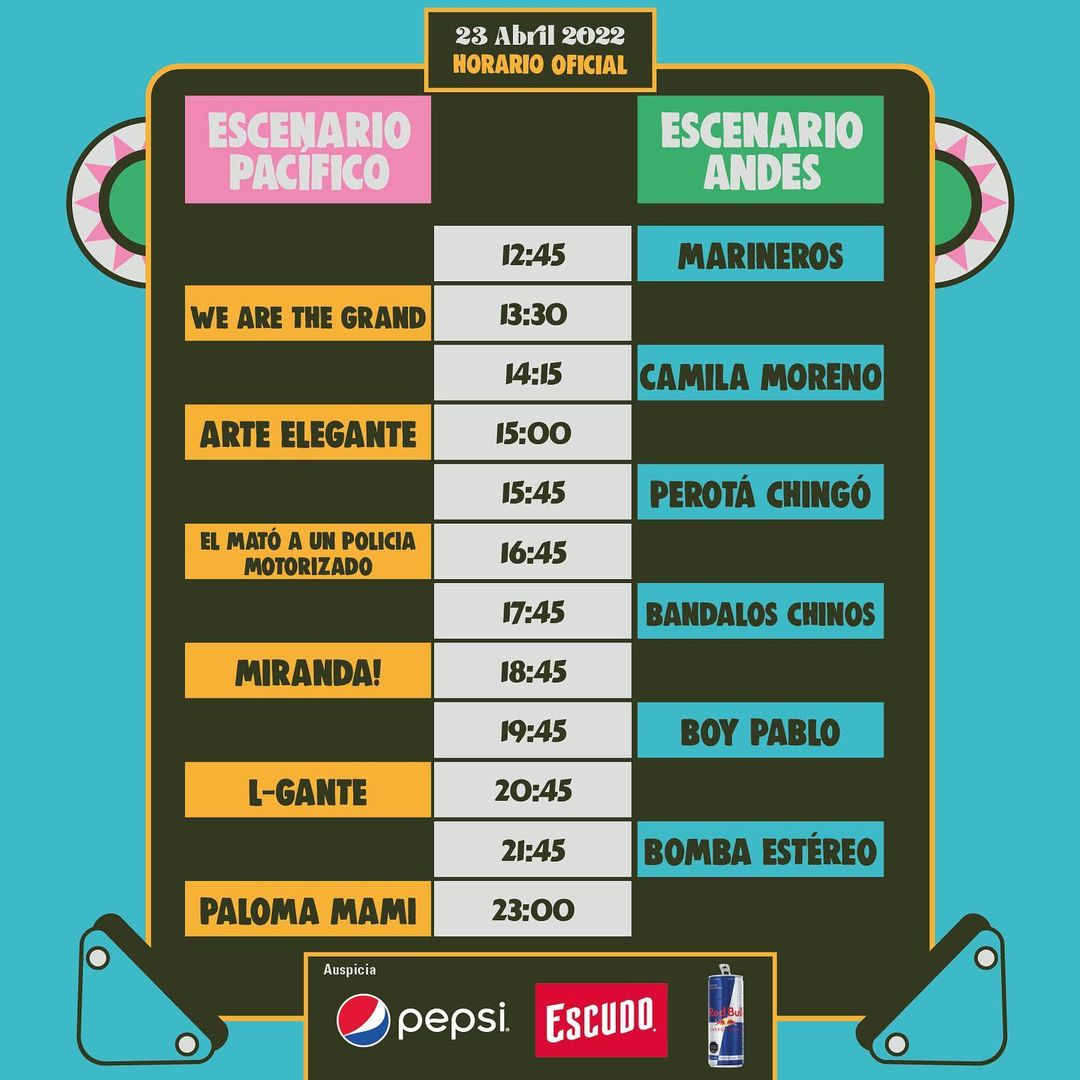 23 Abril 2022
HORARIO OFICIAL
ESCENARIO
PACÍFICO
ESCENARIO
ANDES
12:45 MARINEROS
WE ARE THE GRAND 13:30
14:15 CAMILA MORENO
ARTE ELEGANTE 15:00
15:45 PEROTÁ CHINGÓ
EL MATÓ A UN POLICIA
MOTORIZADO
16:45
17:45 BANDALOS CHINOS
MIRANDA! 18:45
19:45 BOY PABLO
L-GANTE 20:45
21:45 BOMBA ESTÉREO
PALOMA MAMI 23:00
Auspicia
pepsi.
ESCUDO.
Red Bull